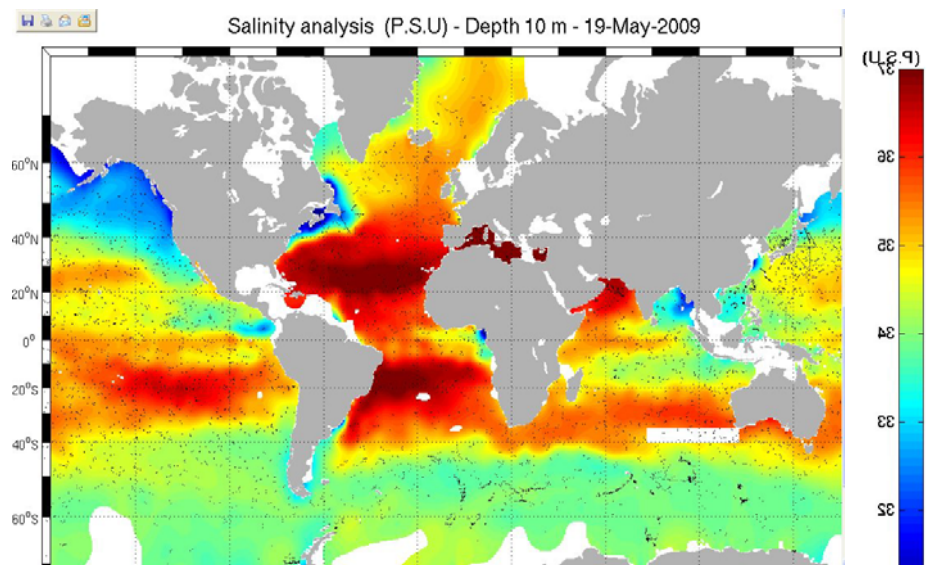 Salinity analysis (P.S.U) - Depth 10 m - 19-May-2009
(P.S.U)
37
36
35
34
33
32
60°N
40°N
20°N
0°
20°S
40°S
60°S